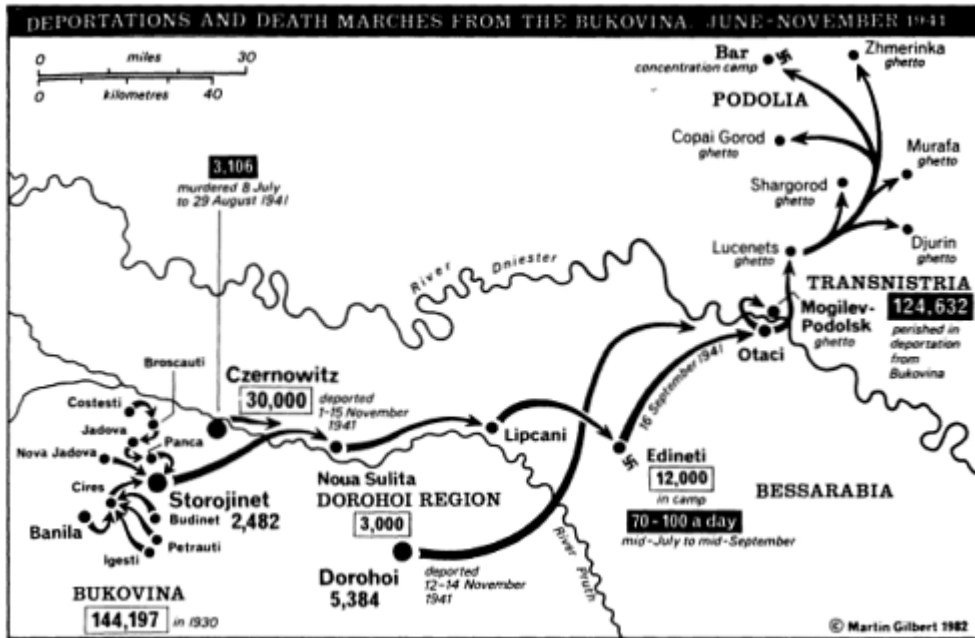 DEPORTATIONS AND DEATH MARCHES FROM THE BUKOVINA, JUNE-NOVEMBER 1941
0 miles 30
0 kilometres 40
Bar
concentration camp
Zhmerinka
ghetto
PODOLIA
Copai Gorod
ghetto
Murafa
ghetto
Shargorod
ghetto
3,106
murdered 8 July
to 29 August 1941
Lucenets
ghetto
Djurin
ghetto
River Dniester
TRANSNISTRIA
124,632
perished in
deportation
from
Bukovina
Mogilev-
Podolsk
ghetto
Otaci
16 September 1941
Broscauti
Czernowitz
30,000
deported
1-15 November
1941
Costesti
Jadova
Panca
Nova Jadova
Lipcani
Edineti
12,000
in camp
70-100 a day
mid-July to mid-September
BESSARABIA
Noua Sulita
DOROHOI REGION
3,000
Cires
Storojinet
2,482
Banila
Budinet
Petrauti
Igesti
River Pruth
Dorohoi
5,384
deported
12-14 November
1941
BUKOVINA
144,197 in 1930
© Martin Gilbert 1982